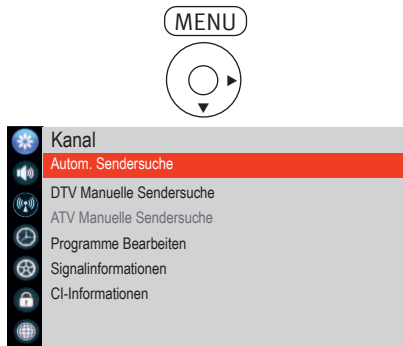 MENU
Kanal
Autom. Sendersuche
DTV Manuelle Sendersuche
ATV Manuelle Sendersuche
Programme Bearbeiten
Signalinformationen
CI-Informationen